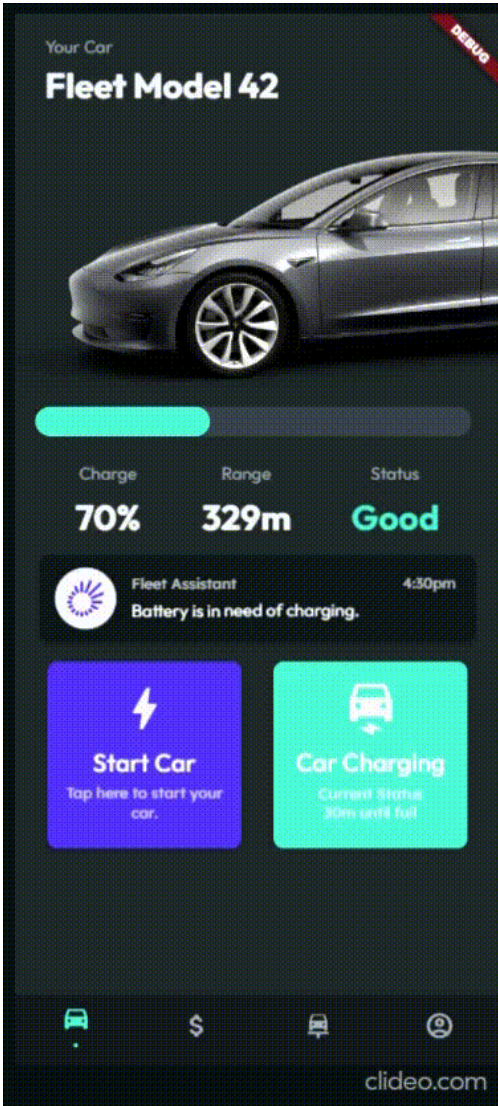 Your Car
DEBUG
Fleet Model 42
Charge Range Status
70% 329m Good
Fleet Assistant 4:30pm
Battery is in need of charging.
Start Car
Tap here to start your
car.
Car Charging
Current Status
30m until full
clideo.com